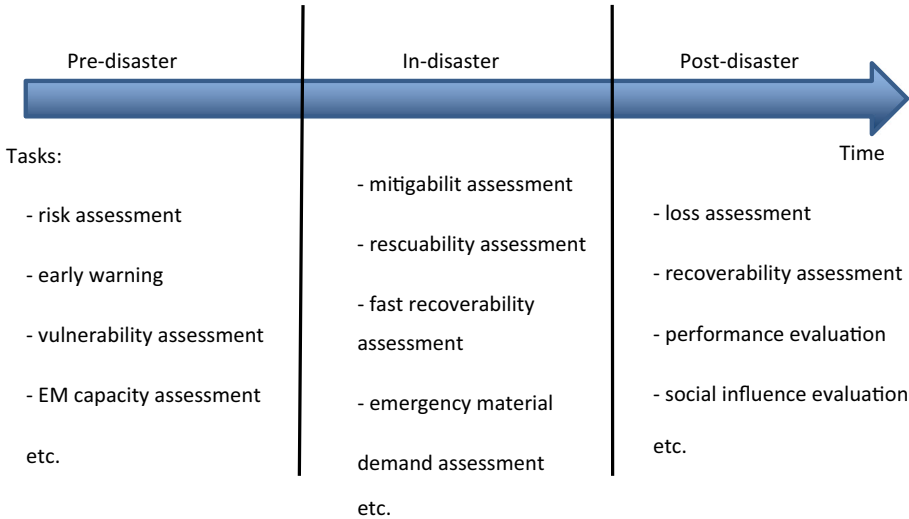 Pre-disaster
In-disaster
Post-disaster
Time
Tasks:
- risk assessment
- early warning
- vulnerability assessment
- EM capacity assessment
etc.
- mitigabilit assessment
- rescuability assessment
- fast recoverability
assessment
- emergency material
demand assessment
etc.
- loss assessment
- recoverability assessment
- performance evaluation
- social influence evaluation
etc.